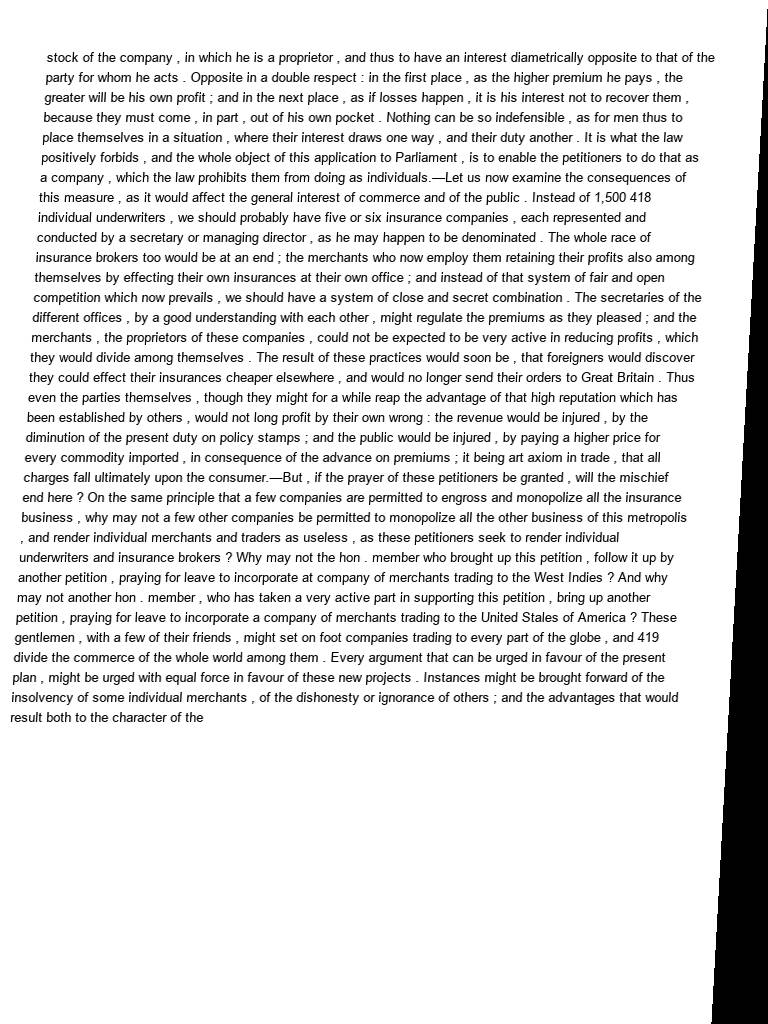 stock of the company , in which he is a proprietor , and thus to have an interest diametrically opposite to that of the
party for whom he acts . Opposite in a double respect : in the first place , as the higher premium he pays , the
greater will be his own profit ; and in the next place , as if losses happen , it is his interest not to recover them ,
because they must come , in part , out of his own pocket . Nothing can be so indefensible , as for men thus to
place themselves in a situation , where their interest draws one way , and their duty another . It is what the law
positively forbids , and the whole object of this application to Parliament , is to enable the petitioners to do that as
a company , which the law prohibits them from doing as individuals.—Let us now examine the consequences of
this measure , as it would affect the general interest of commerce and of the public . Instead of 1,500 418
individual underwriters , we should probably have five or six insurance companies , each represented and
conducted by a secretary or managing director , as he may happen to be denominated . The whole race of
insurance brokers too would be at an end ; the merchants who now employ them retaining their profits also among
themselves by effecting their own insurances at their own office ; and instead of that system of fair and open
competition which now prevails , we should have a system of close and secret combination . The secretaries of the
different offices , by a good understanding with each other , might regulate the premiums as they pleased ; and the
merchants , the proprietors of these companies , could not be expected to be very active in reducing profits , which
they would divide among themselves . The result of these practices would soon be , that foreigners would discover
they could effect their insurances cheaper elsewhere , and would no longer send their orders to Great Britain . Thus
even the parties themselves , though they might for a while reap the advantage of that high reputation which has
been established by others , would not long profit by their own wrong : the revenue would be injured , by the
diminution of the present duty on policy stamps ; and the public would be injured , by paying a higher price for
every commodity imported , in consequence of the advance on premiums ; it being art axiom in trade , that all
charges fall ultimately upon the consumer.—But , if the prayer of these petitioners be granted , will the mischief
end here ? On the same principle that a few companies are permitted to engross and monopolize all the insurance
business , why may not a few other companies be permitted to monopolize all the other business of this metropolis
, and render individual merchants and traders as useless , as these petitioners seek to render individual
underwriters and insurance brokers ? Why may not the hon . member who brought up this petition , follow it up by
another petition , praying for leave to incorporate at company of merchants trading to the West Indies ? And why
may not another hon . member , who has taken a very active part in supporting this petition , bring up another
petition , praying for leave to incorporate a company of merchants trading to the United Stales of America ? These
gentlemen , with a few of their friends , might set on foot companies trading to every part of the globe , and 419
divide the commerce of the whole world among them . Every argument that can be urged in favour of the present
plan , might be urged with equal force in favour of these new projects . Instances might be brought forward of the
insolvency of some individual merchants , of the dishonesty or ignorance of others ; and the advantages that would
result both to the character of the